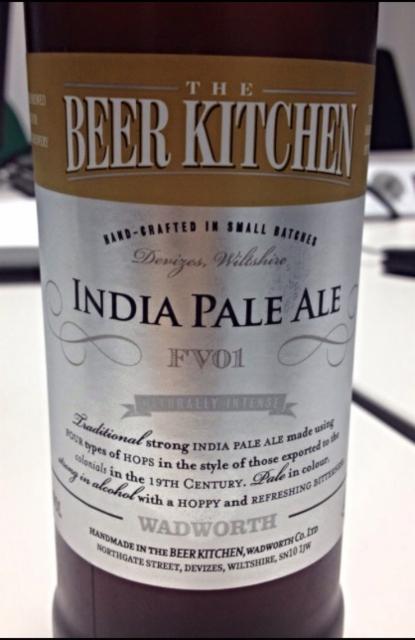 THE
BEER KITCHEN
HAND-CRAFTED IN SMALL BATCHES
Devizes, Wiltshire
INDIA PALE ALE
FV01
NATURALLY INTENSE
Traditional strong INDIA PALE ALE made using
FOUR types of HOPS in the style of those exported to the
colonials in the 19TH CENTURY. Pale in colour,
strong in alcohol with a HOPPY and REFRESHING BITTERNESS.
WADWORTH
HANDMADE IN THE BEER KITCHEN, WADWORTH Co. LTD
NORTHGATE STREET, DEVIZES, WILTSHIRE, SN10 1JW